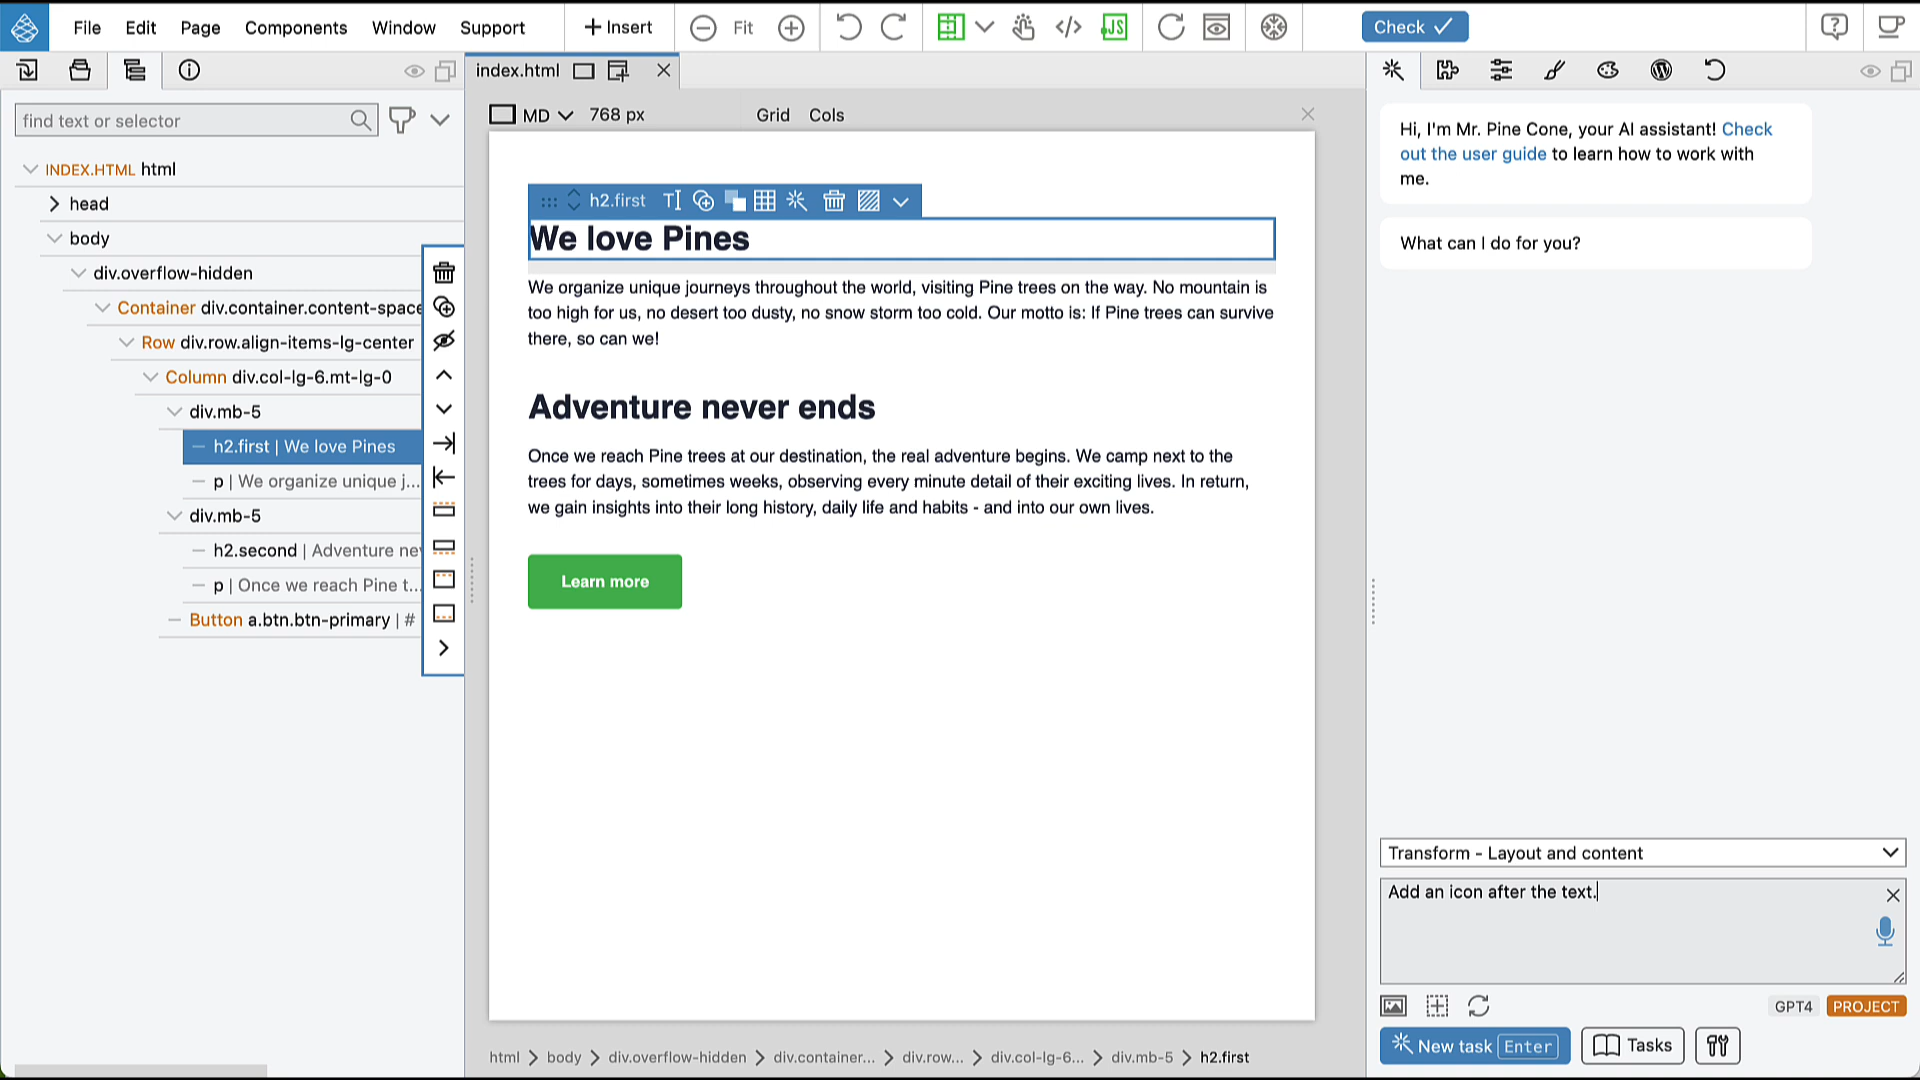 File Edit Page Components Window Support Insert Fit JS Check
index.html
find text or selector
MD 768 px Grid Cols
INDEX.HTML html
head
body
div.overflow-hidden
Container div.container.content-space
Row div.row.align-items-lg-center
Column div.col-lg-6.mt-lg-0
div.mb-5
h2.first | We love Pines
p | We organize unique j...
div.mb-5
h2.second | Adventure ne
p | Once we reach Pine t...
Button a.btn.btn-primary | #
h2.first
We love Pines
We organize unique journeys throughout the world, visiting Pine trees on the way. No mountain is
too high for us, no desert too dusty, no snow storm too cold. Our motto is: If Pine trees can survive
there, so can we!
Adventure never ends
Once we reach Pine trees at our destination, the real adventure begins. We camp next to the
trees for days, sometimes weeks, observing every minute detail of their exciting lives. In return,
we gain insights into their long history, daily life and habits - and into our own lives.
Learn more
html body div.overflow-hidden div.container... div.row... div.col-lg-6... div.mb-5 h2.first
Hi, I'm Mr. Pine Cone, your AI assistant! Check
out the user guide to learn how to work with
me.
What can I do for you?
Transform - Layout and content
Add an icon after the text.
GPT4 PROJECT
New task Enter Tasks